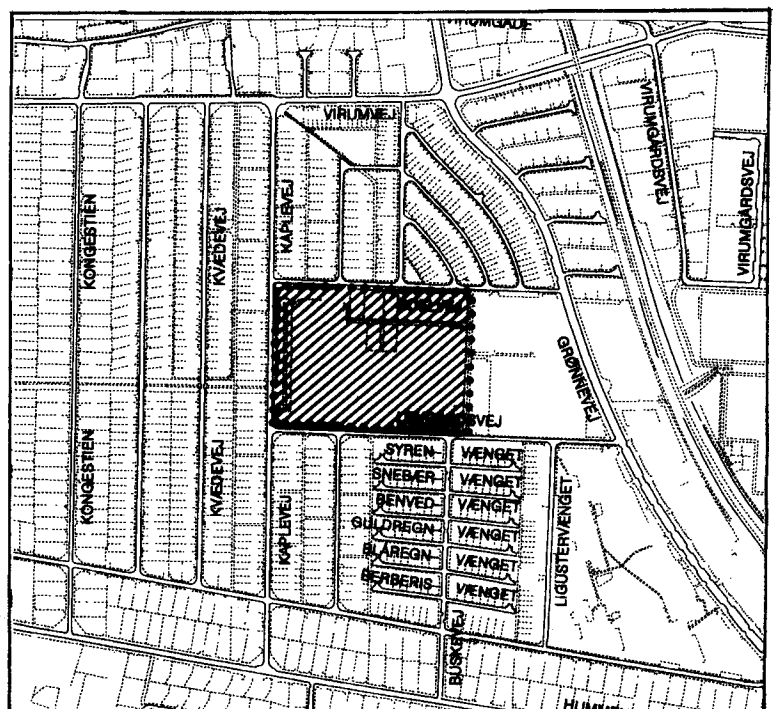 VIRUMGADE
VIRUMVEJ
VIRUMGÅRDSVEJ
VIRUMGÅRDSVEJ
KONGESTIEN
KVÆDEVEJ
KAPLEVEJ
GRØNNEVEJ
SYREN VÆNGET
SNEBÆR VÆNGET
BENVED VÆNGET
GULDREGN VÆNGET
BLÅREGN VÆNGET
BERBERIS VÆNGET
KONGESTIEN
KVÆDEVEJ
KAPLEVEJ
LIGUSTERVÆNGET
BUSKEVEJ